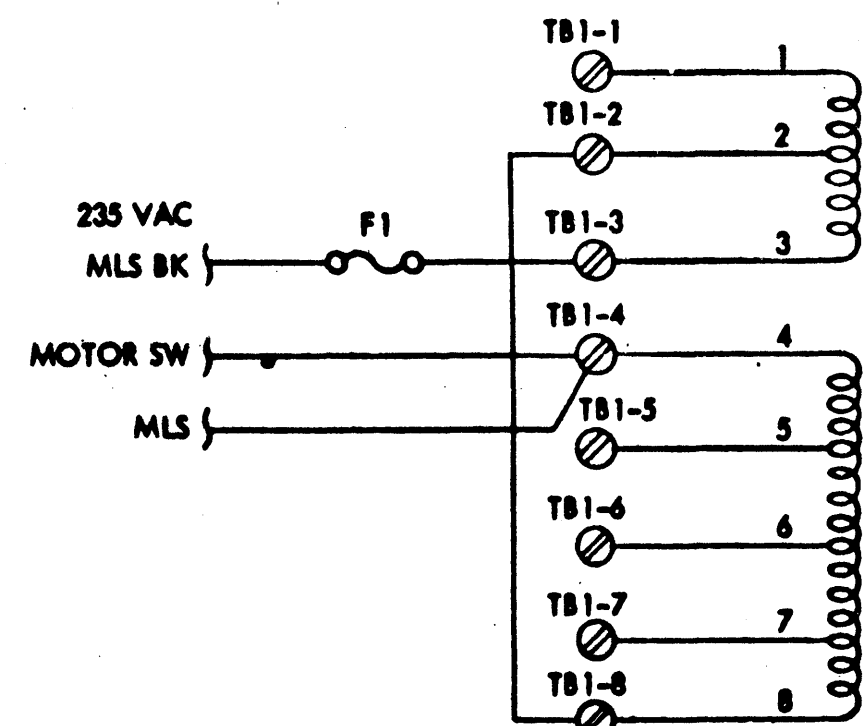 TB1-1
1
TB1-2
2
235 VAC
F1
TB1-3
3
MLS BK
TB1-4
4
MOTOR SW
TB1-5
MLS
5
TB1-6
6
TB1-7
7
TB1-8
8